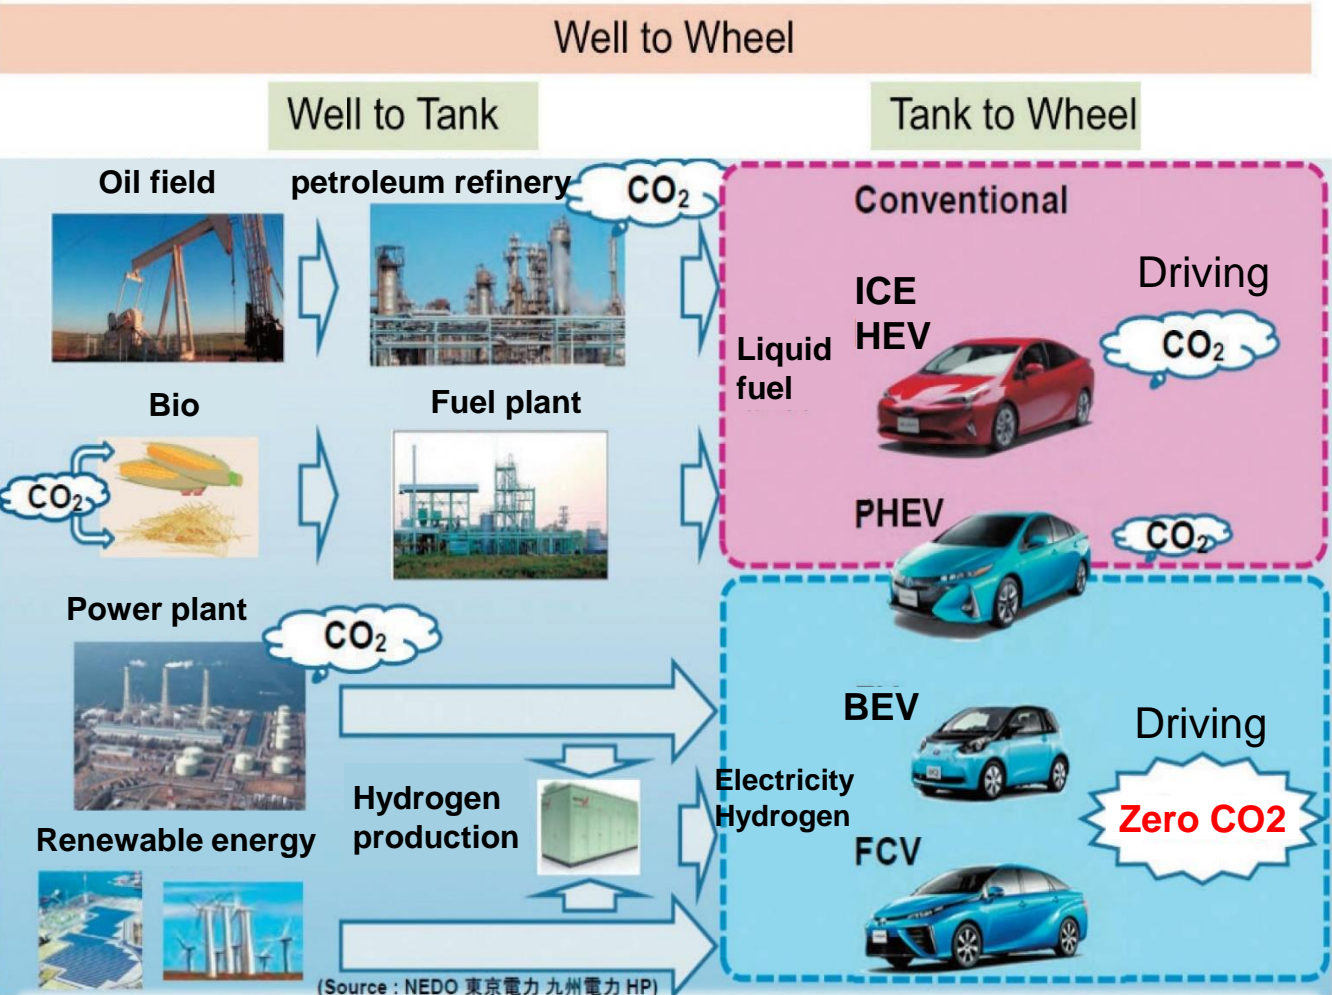 Well to Wheel
Well to Tank
Tank to Wheel
Oil field
petroleum refinery
CO₂
Conventional
ICE
HEV
Driving
CO₂
Liquid
fuel
Bio
Fuel plant
CO₂
PHEV
CO₂
Power plant
CO₂
BEV
Driving
Electricity
Hydrogen
Zero CO2
Hydrogen
production
Renewable energy
FCV
(Source : NEDO 東京電力 九州電力 HP)